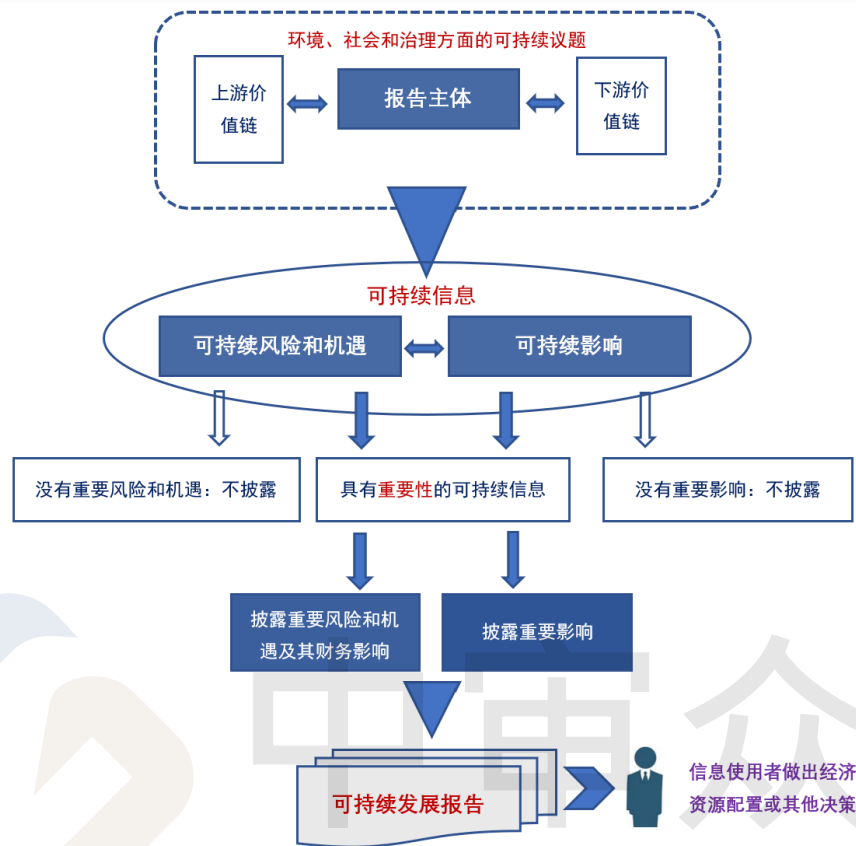 环境、社会和治理方面的可持续议题
上游价
值链
报告主体
下游价
值链
可持续信息
可持续风险和机遇
可持续影响
没有重要风险和机遇：不披露
具有重要性的可持续信息
没有重要影响：不披露
披露重要风险和机
遇及其财务影响
披露重要影响
中审众
可持续发展报告
信息使用者做出经济
资源配置或其他决策